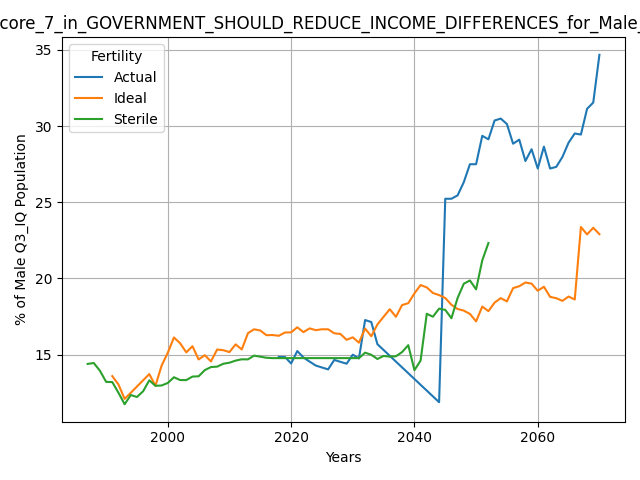 core_7_in_GOVERNMENT_SHOULD_REDUCE_INCOME_DIFFERENCES_for_Male_
Fertility
Actual
Ideal
Sterile
% of Male Q3_IQ Population
35
30
25
20
15
2000
2020
2040
2060
Years